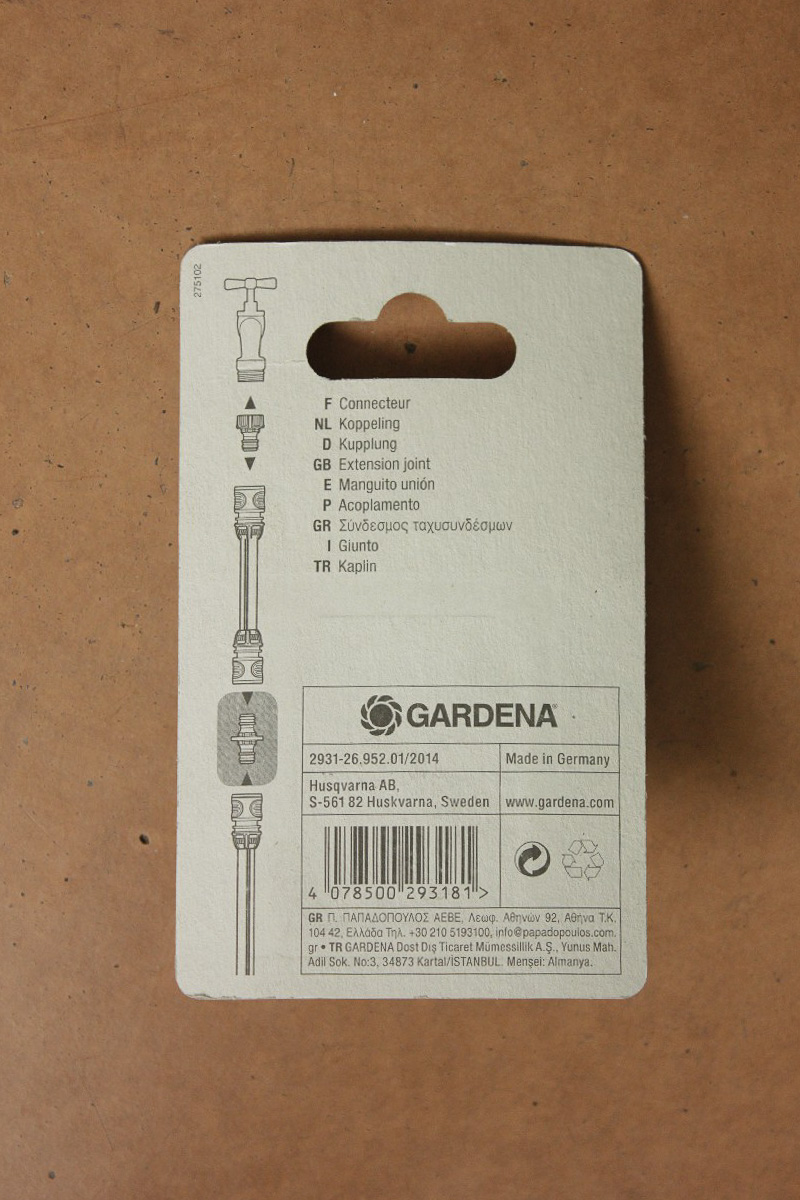 275102
F Connecteur
NL Koppeling
D Kupplung
GB Extension joint
E Manguito unión
P Acoplamento
GR Σύνδεσμος ταχυσυνδέσμων
I Giunto
TR Kaplin
GARDENA®
2931-26.952.01/2014
Made in Germany
Husqvarna AB,
S-561 82 Huskvarna, Sweden
www.gardena.com
4 078500 293181 >
GR Π. ΠΑΠΑΔΟΠΟΥΛΟΣ ΑΕΒΕ, Λεωφ. Αθηνών 92, Αθήνα Τ.Κ.
104 42, Ελλάδα Τηλ. +30 210 5193100, info@papadopoulos.com.
gr • TR GARDENA Dost Dış Ticaret Mümessillik A.Ş., Yunus Mah.
Adil Sok. No:3, 34873 Kartal/İSTANBUL. Menşei: Almanya.